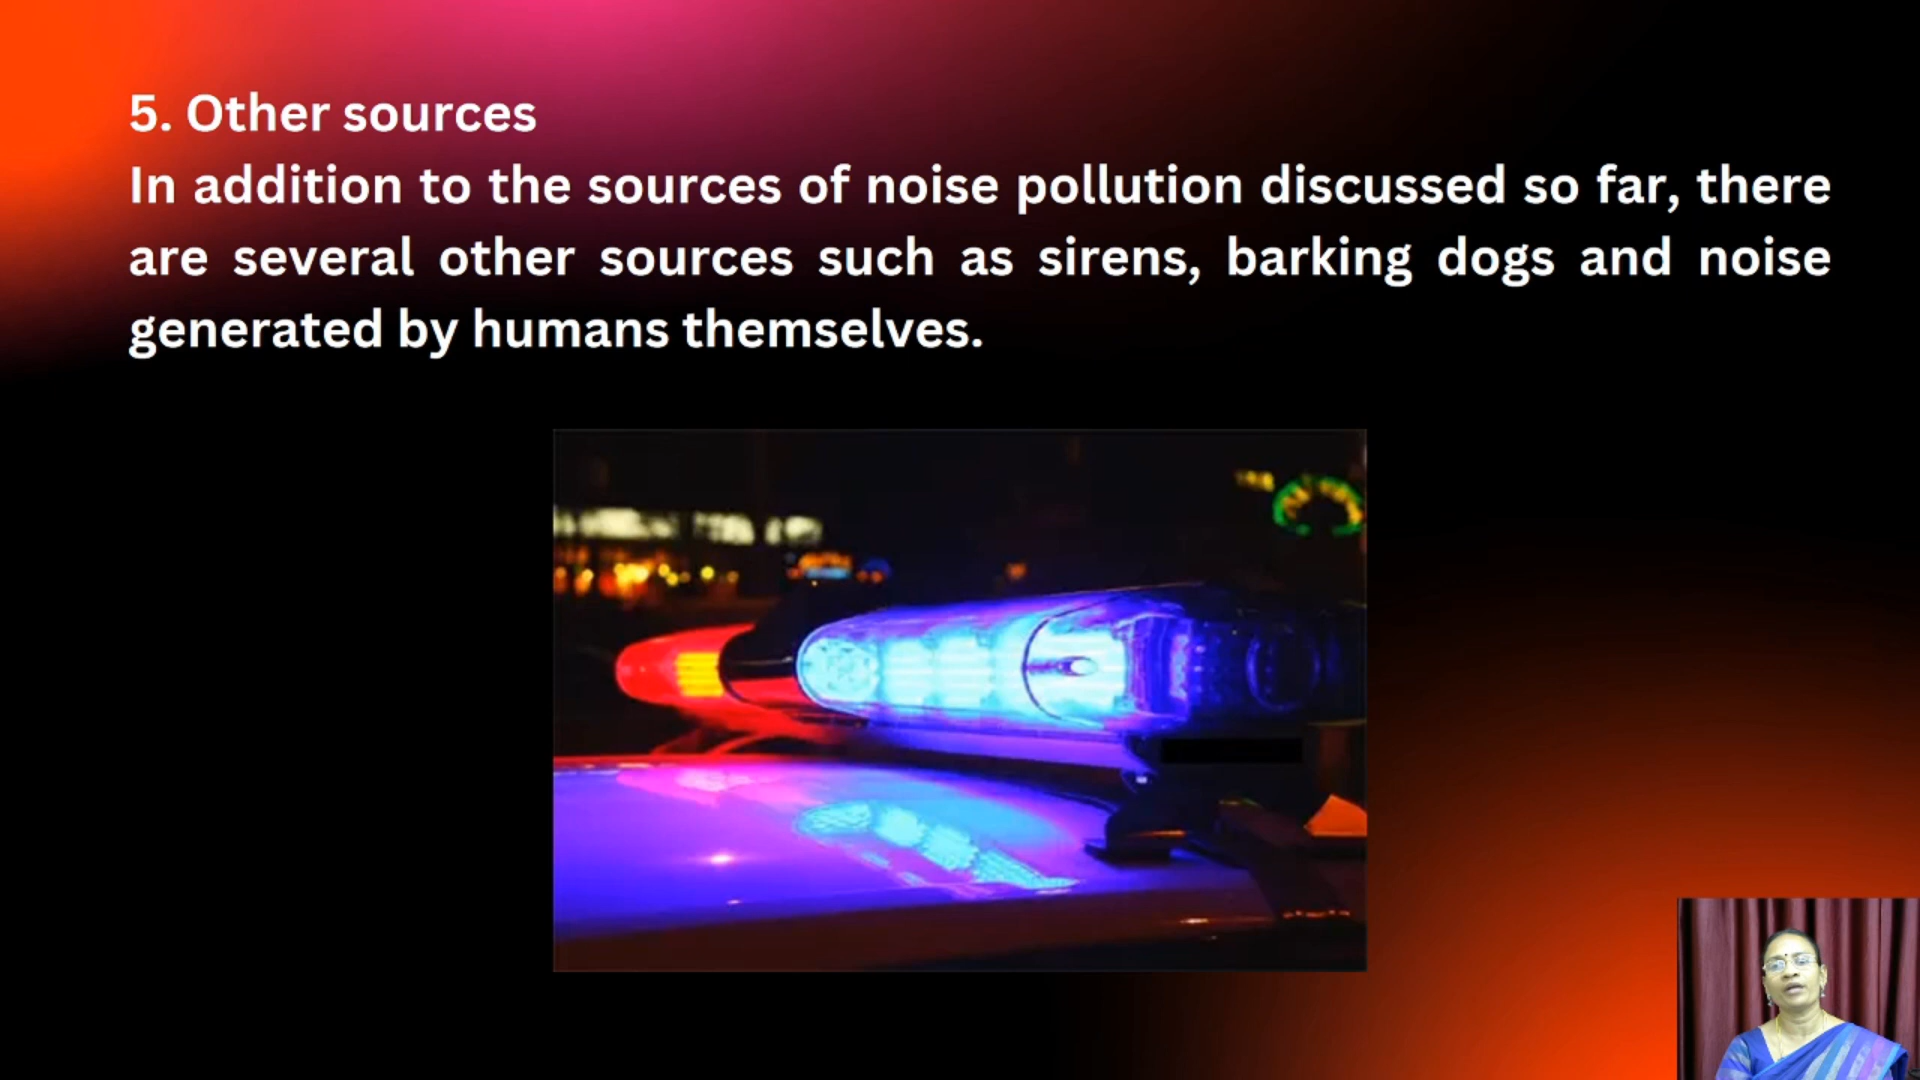 5. Other sources
In addition to the sources of noise pollution discussed so far, there
are several other sources such as sirens, barking dogs and noise
generated by humans themselves.